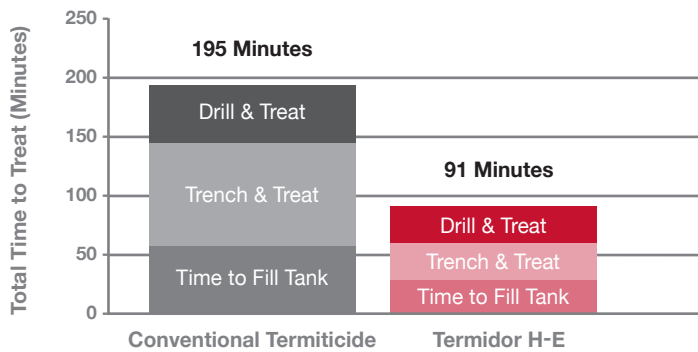 Total Time to Treat (Minutes)
250
200
150
100
50
0
195 Minutes
Drill & Treat
Trench & Treat
Time to Fill Tank
91 Minutes
Drill & Treat
Trench & Treat
Time to Fill Tank
Conventional Termiticide
Termidor H-E